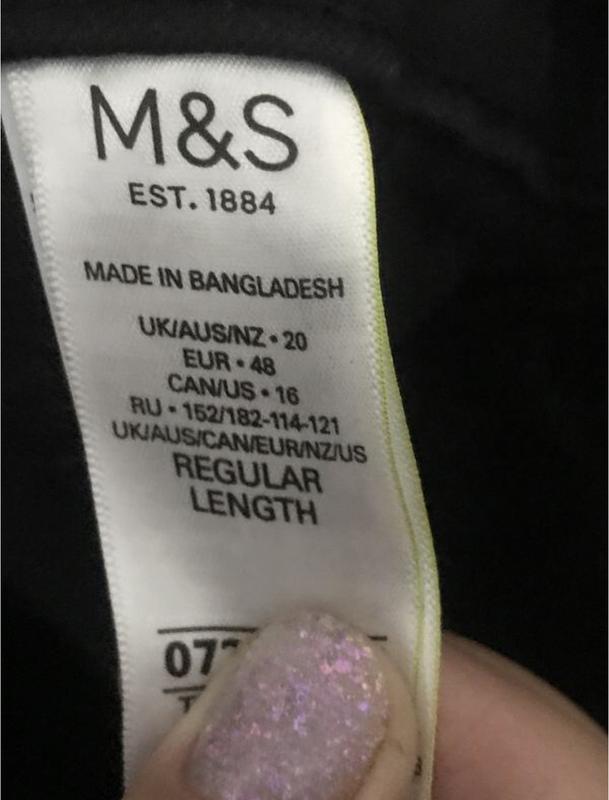 M&S
EST. 1884
MADE IN BANGLADESH
UK/AUS/NZ • 20
EUR • 48
CAN/US • 16
RU • 152/182-114-121
UK/AUS/CAN/EUR/NZ/US
REGULAR
LENGTH